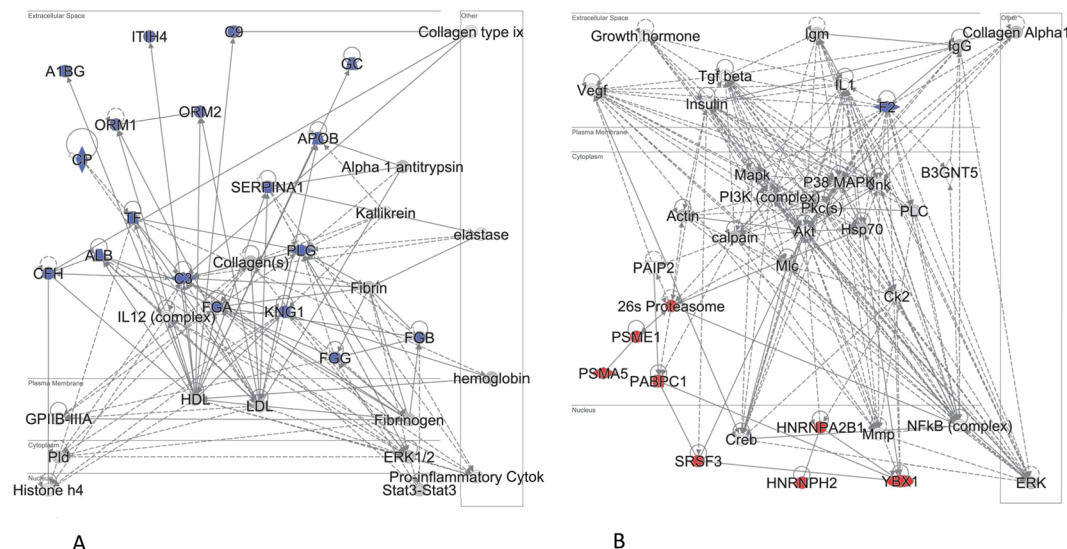 Extracellular Space
Other
ITIH4
C9
Collagen type ix
A1BG
GC
ORM2
ORM1
APOB
CP
Alpha 1 antitrypsin
SERPINA1
Kallikrein
TF
elastase
ALB
PLG
Collagen(s)
CFH
C3
Fibrin
FGA
IL12 (complex)
KNG1
FGB
FGG
Plasma Membrane
hemoglobin
HDL
LDL
GPIIB-IIIA
Fibrinogen
Cytoplasm
Pld
ERK1/2
Nucleus
Pro-inflammatory Cytok
Histone h4
Stat3-Stat3
A
Extracellular Space
Other
Growth hormone
Igm
Collagen Alpha1
IgG
Tgf beta
IL1
Vegf
Insulin
F2
Plasma Membrane
Cytoplasm
Mapk
P38 MAPK
Jnk
B3GNT5
PI3K (complex)
Pkc(s)
PLC
Actin
Akt
Hsp70
calpain
PAIP2
Mlc
Ck2
26s Proteasome
PSME1
PSMA5
PABPC1
Nucleus
HNRNPA2B1
NFkB (complex)
Creb
Mmp
SRSF3
HNRNPH2
YBX1
ERK
B